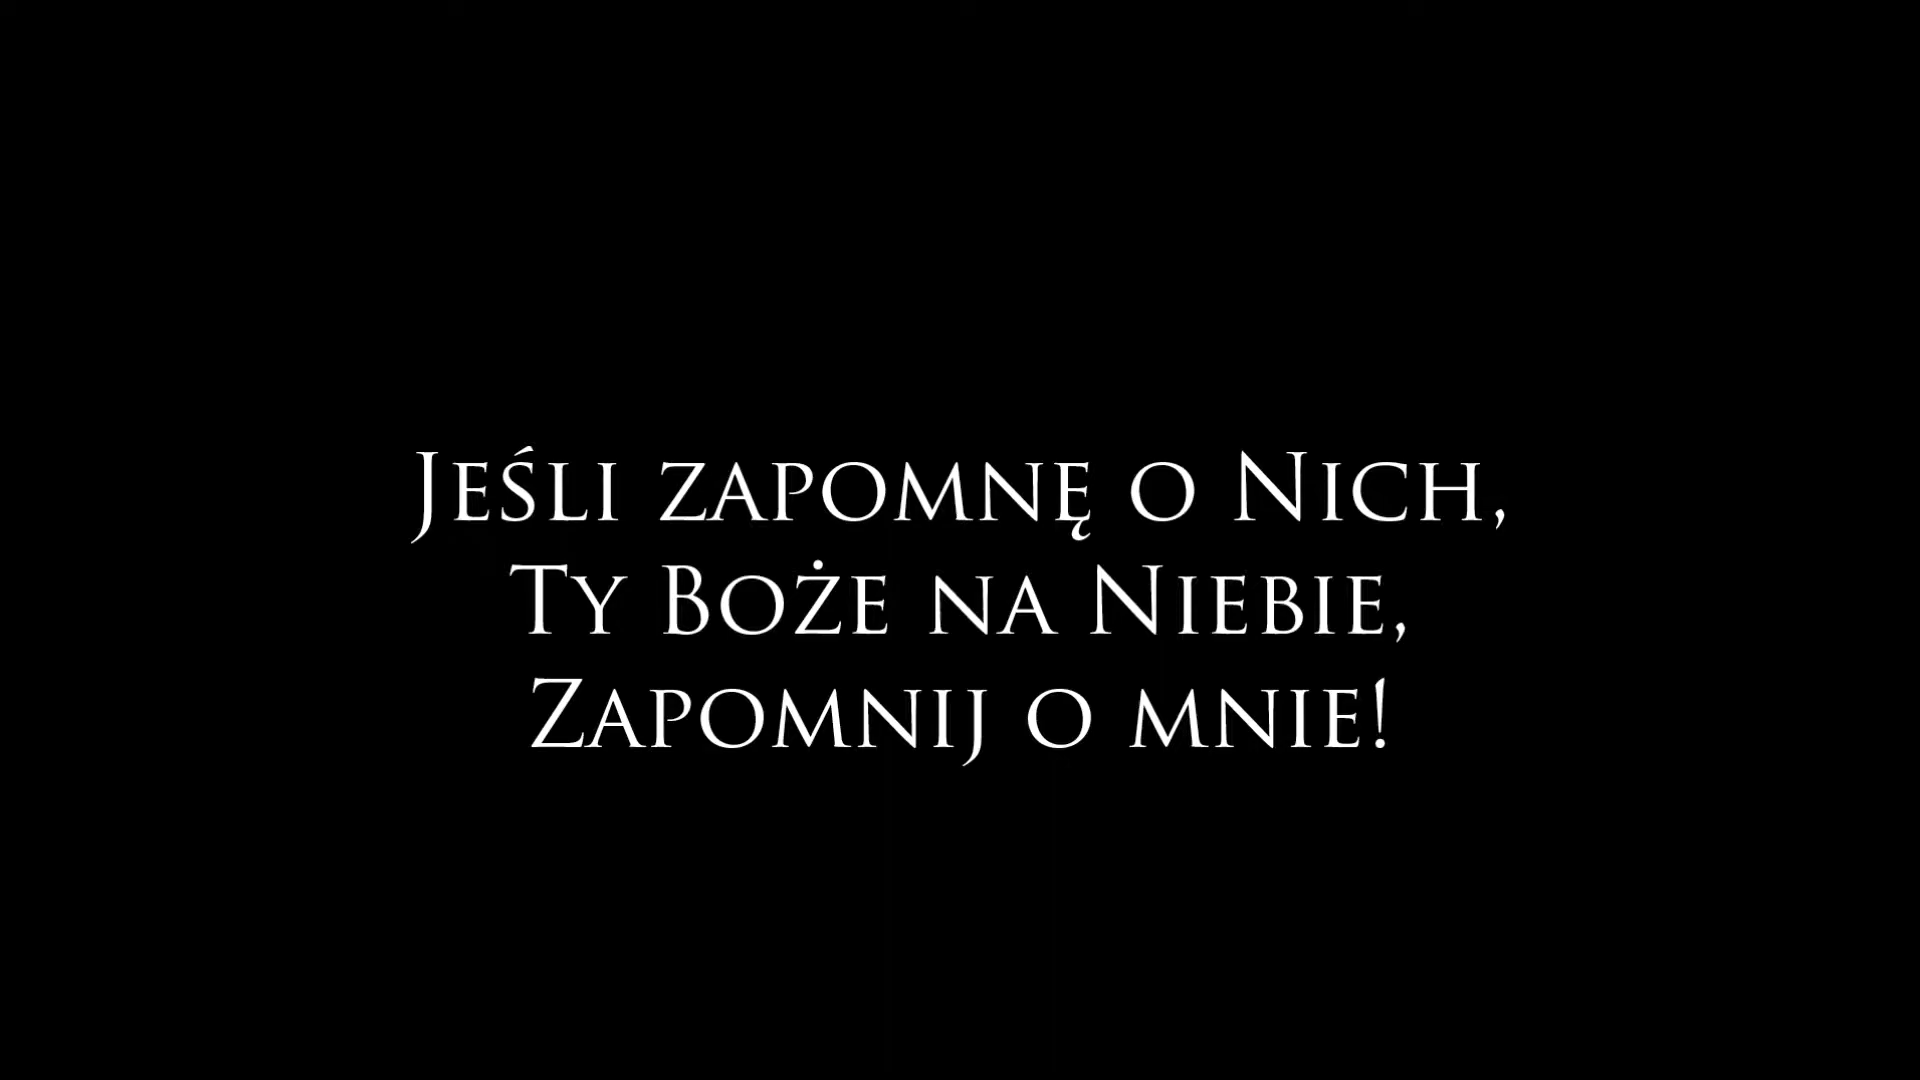 Jeśli zapomnę o Nich,
Ty Boże na Niebie,
Zapomnij o mnie!